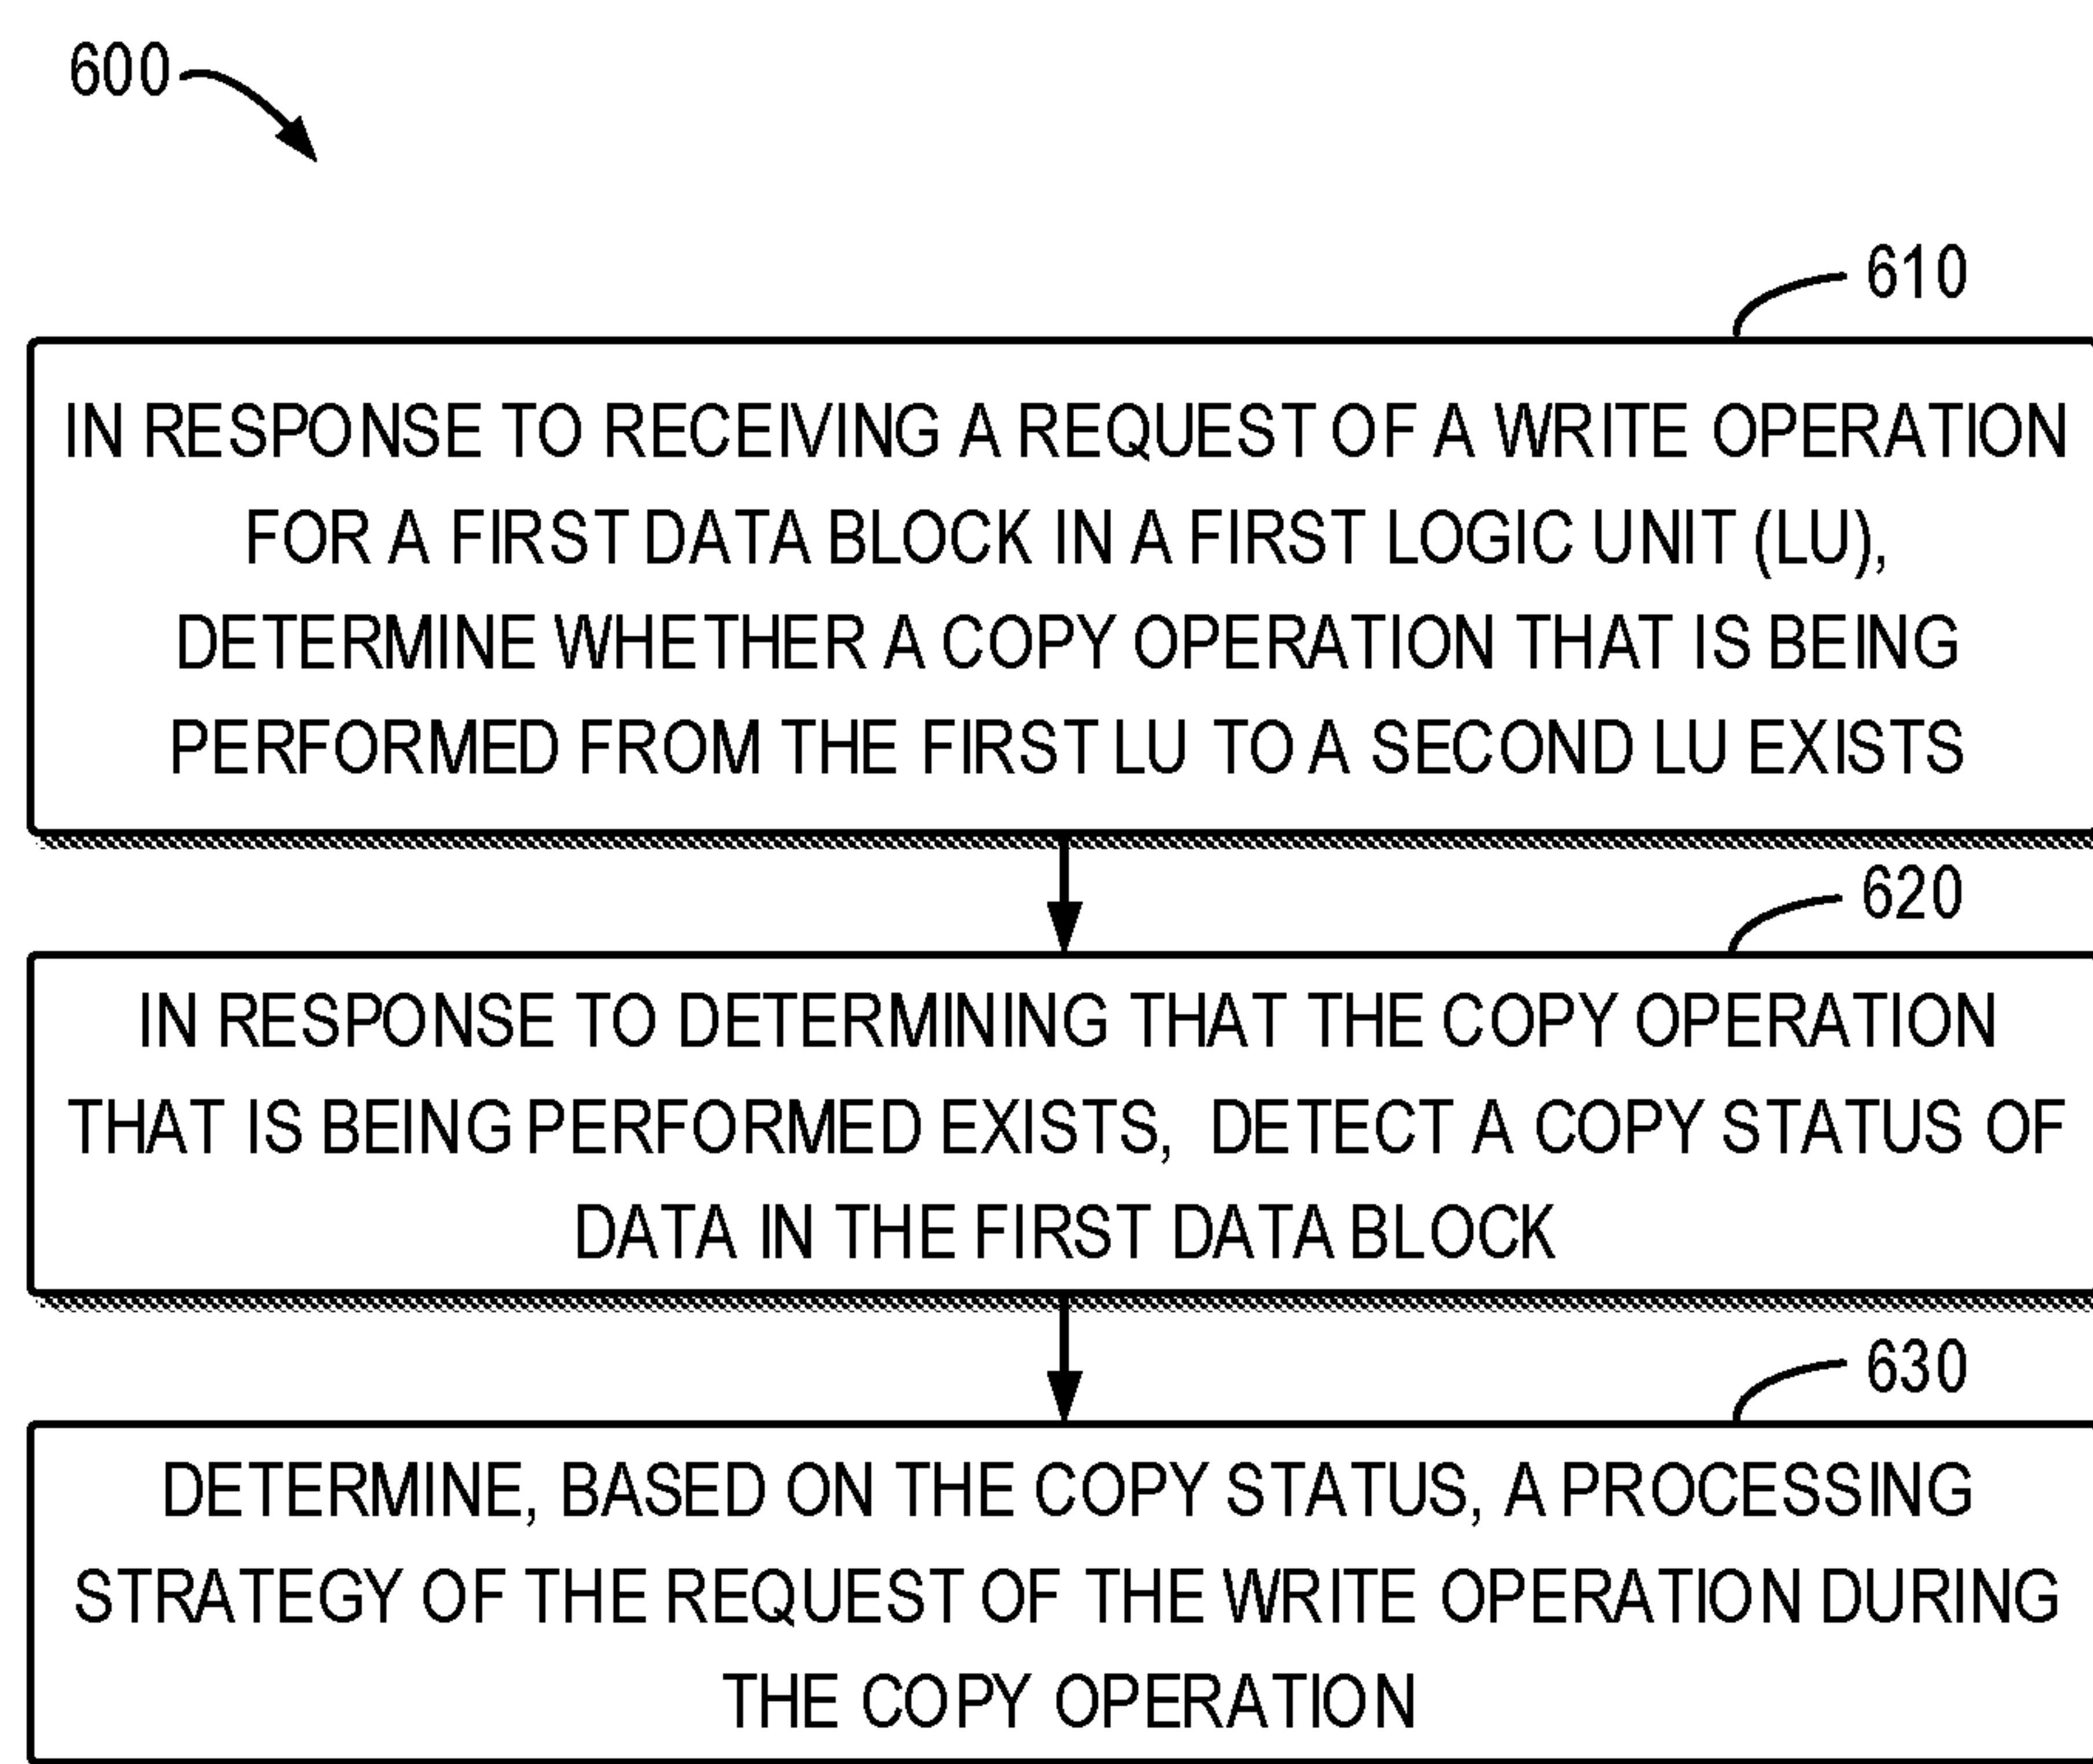 600
610
IN RESPONSE TO RECEIVING A REQUEST OF A WRITE OPERATION
FOR A FIRST DATA BLOCK IN A FIRST LOGIC UNIT (LU),
DETERMINE WHETHER A COPY OPERATION THAT IS BEING
PERFORMED FROM THE FIRST LU TO A SECOND LU EXISTS
620
IN RESPONSE TO DETERMINING THAT THE COPY OPERATION
THAT IS BEING PERFORMED EXISTS, DETECT A COPY STATUS OF
DATA IN THE FIRST DATA BLOCK
630
DETERMINE, BASED ON THE COPY STATUS, A PROCESSING
STRATEGY OF THE REQUEST OF THE WRITE OPERATION DURING
THE COPY OPERATION